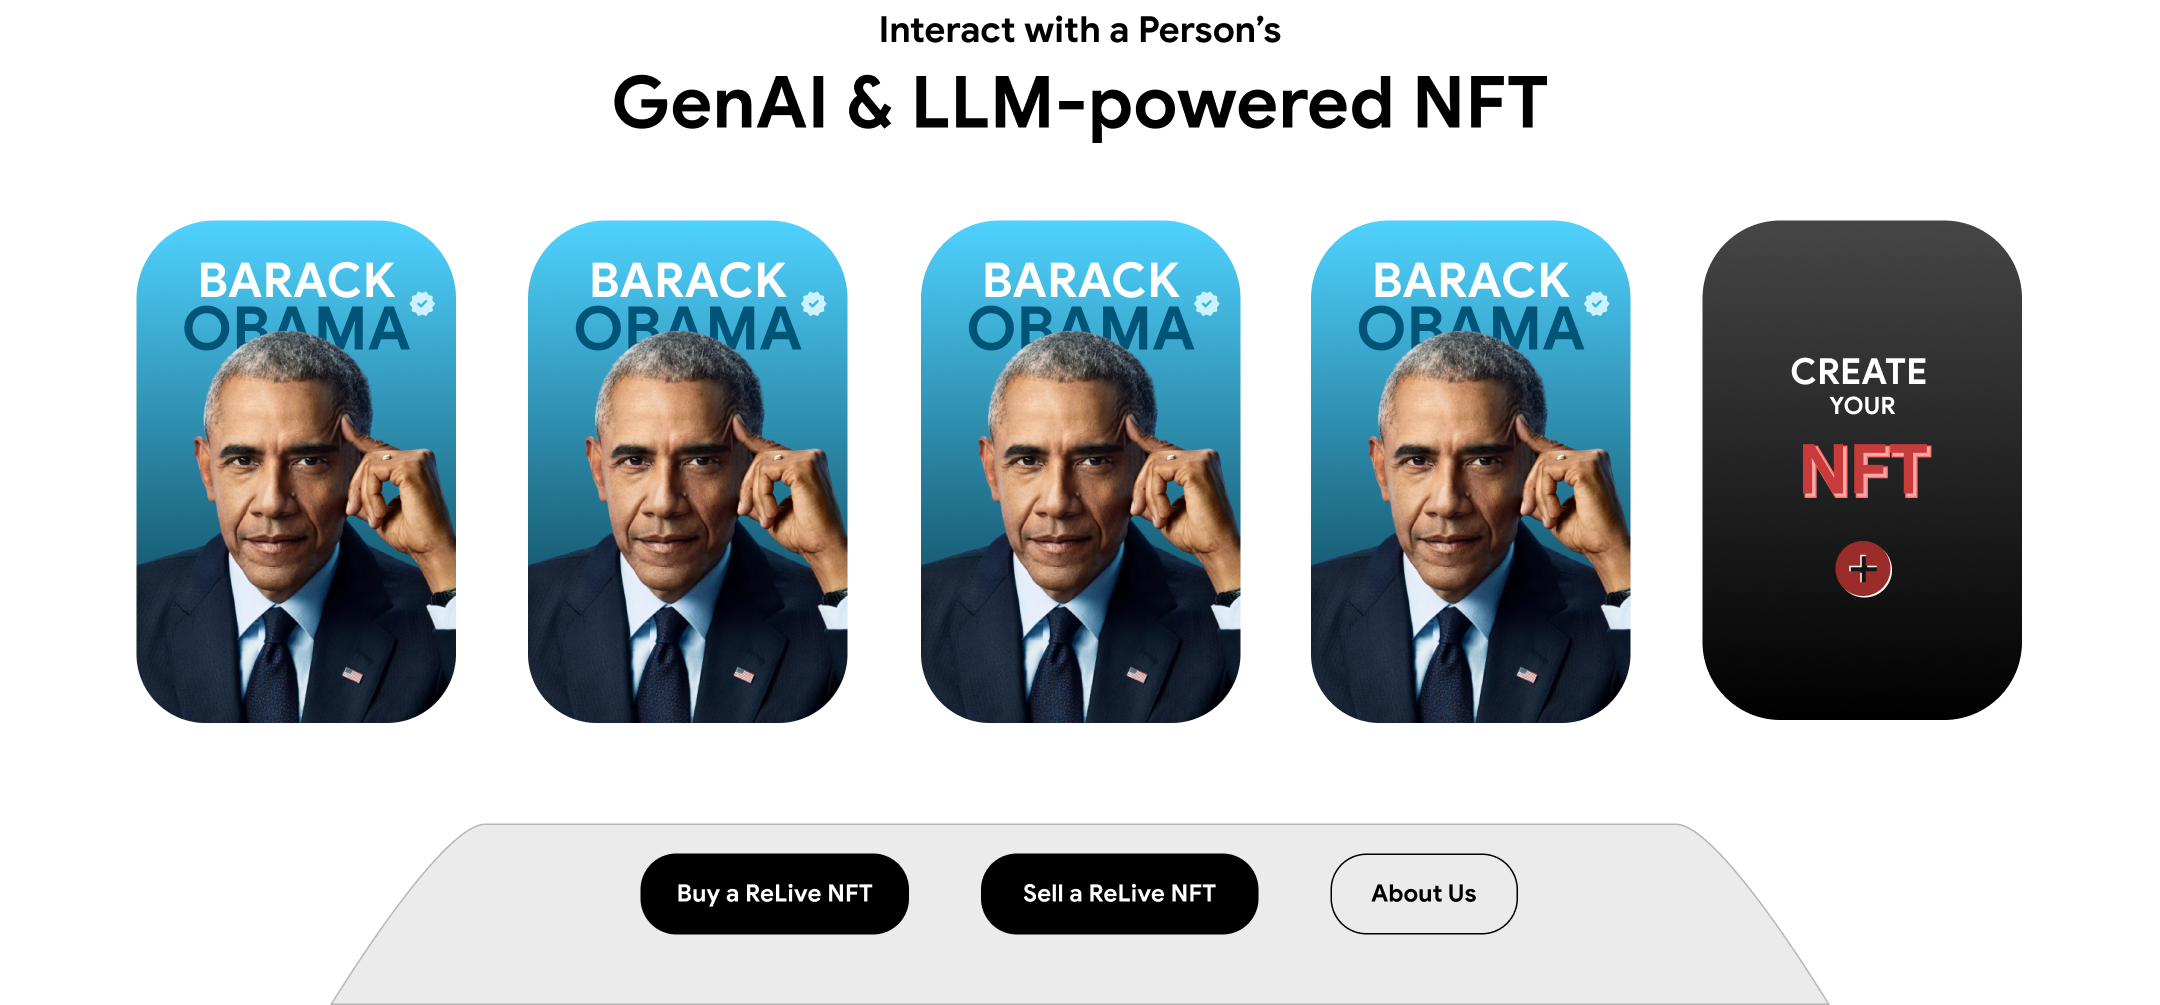 Interact with a Person’s
GenAI & LLM-powered NFT
BARACK
OBAMA
BARACK
OBAMA
BARACK
OBAMA
BARACK
OBAMA
CREATE
YOUR
NFT
Buy a ReLive NFT
Sell a ReLive NFT
About Us